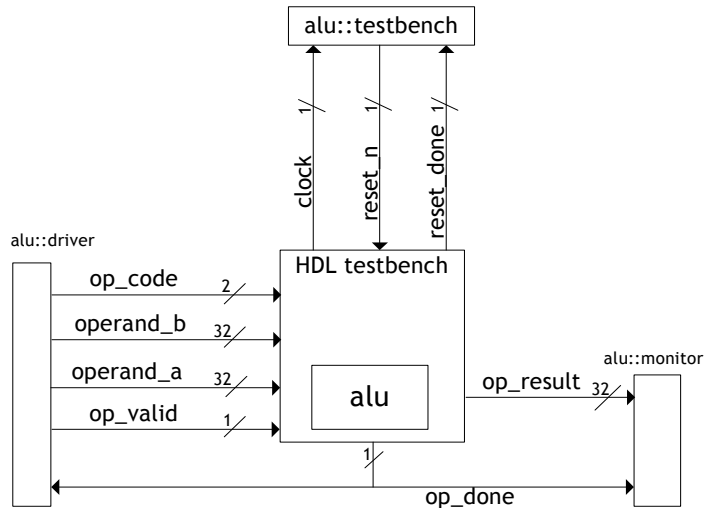 alu::testbench
1
1
1
clock
reset_n
reset_done
alu::driver
HDL testbench
op_code
2
operand_b
32
operand_a
32
op_valid
1
alu
alu::monitor
op_result
32
1
op_done